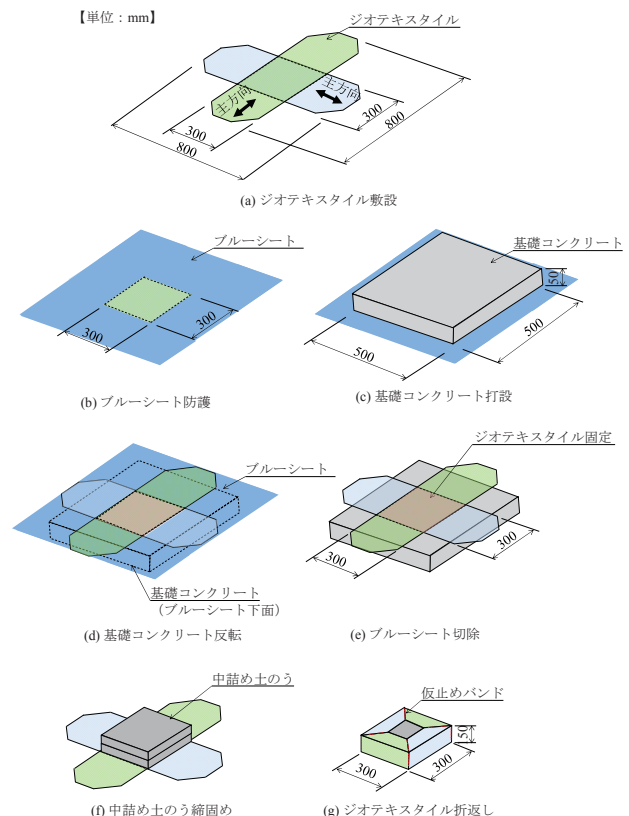 【単位：mm】
ジオテキスタイル
主方向
主方向
300
800
300
800
(a) ジオテキスタイル敷設
ブルーシート
300
300
(b) ブルーシート防護
基礎コンクリート
50
500
500
(c) 基礎コンクリート打設
ブルーシート
基礎コンクリート
（ブルーシート下面）
(d) 基礎コンクリート反転
ジオテキスタイル固定
300
300
(e) ブルーシート切除
中詰め土のう
(f) 中詰め土のう締固め
仮止めバンド
50
300
300
(g) ジオテキスタイル折返し